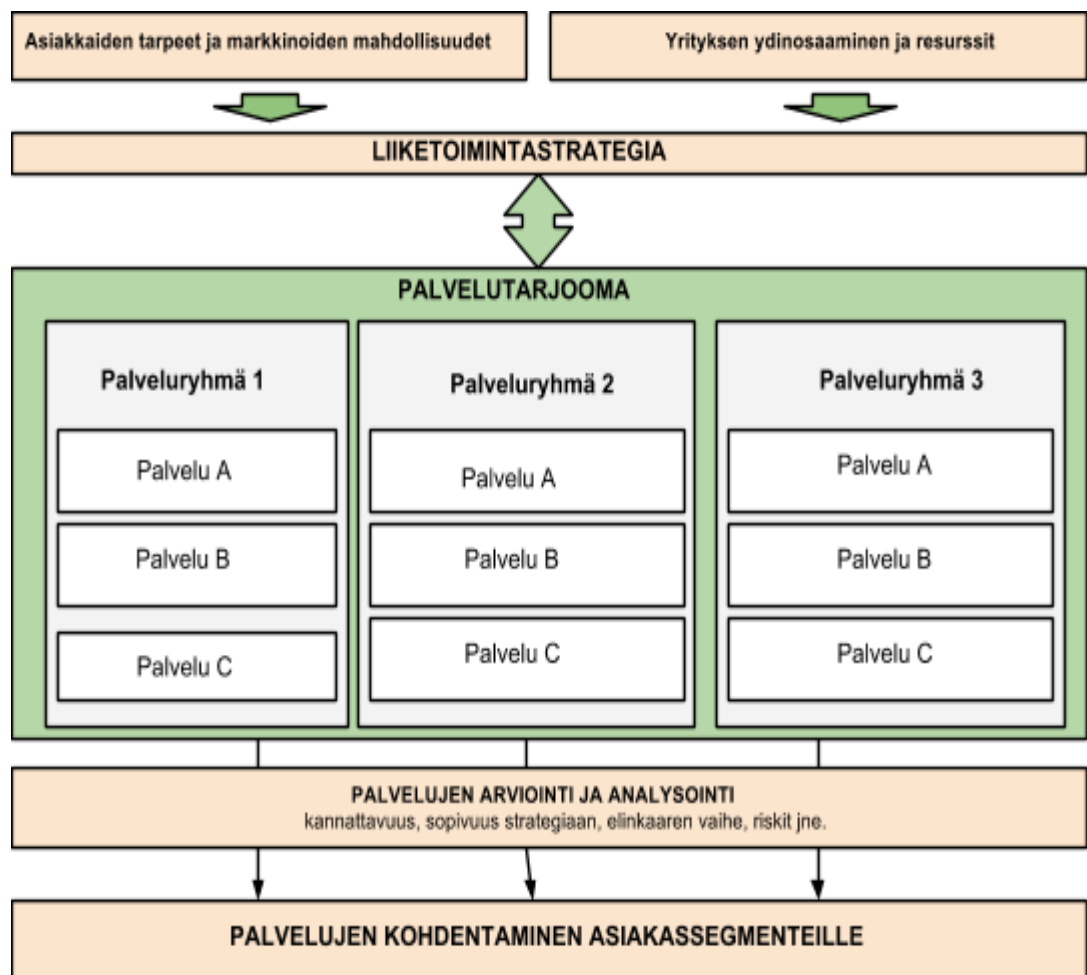 Asiakkaiden tarpeet ja markkinoiden mahdollisuudet
Yrityksen ydinosaaminen ja resurssit
LIIKETOIMINTASTRATEGIA
PALVELUTARJOOMA
Palveluryhmä 1
Palvelu A
Palvelu B
Palvelu C
Palveluryhmä 2
Palvelu A
Palvelu B
Palvelu C
Palveluryhmä 3
Palvelu A
Palvelu B
Palvelu C
PALVELUJEN ARVIOINTI JA ANALYSOINTI
kannattavuus, sopivuus strategiaan, elinkaaren vaihe, riskit jne.
PALVELUJEN KOHDENTAMINEN ASIAKASSEGMENTEILLE